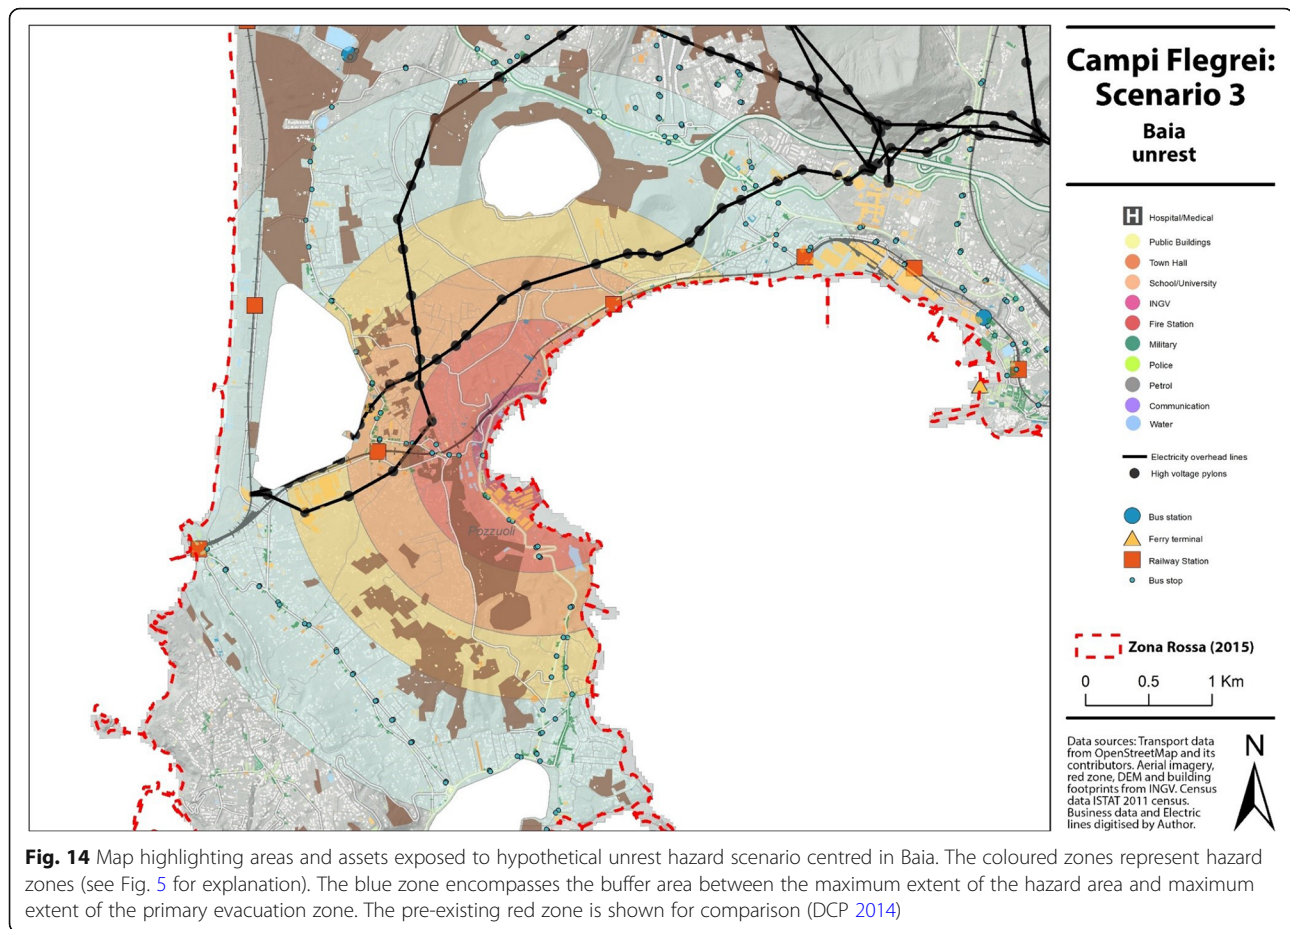 Campi Flegrei:
Scenario 3
Baia
unrest
H Hospital/Medical
Public Buildings
Town Hall
School/University
INGV
Fire Station
Military
Police
Petrol
Communication
Water
Electricity overhead lines
High voltage pylons
Bus station
Ferry terminal
Railway Station
Bus stop
Zona Rossa (2015)
0 0.5 1 Km
Data sources: Transport data
from OpenStreetMap and its
contributors. Aerial imagery,
red zone, DEM and building
footprints from INGV. Census
data ISTAT 2011 census.
Business data and Electric
lines digitised by Author.
N
Pozzuoli
Fig. 14 Map highlighting areas and assets exposed to hypothetical unrest hazard scenario centred in Baia. The coloured zones represent hazard
zones (see Fig. 5 for explanation). The blue zone encompasses the buffer area between the maximum extent of the hazard area and maximum
extent of the primary evacuation zone. The pre-existing red zone is shown for comparison (DCP 2014)